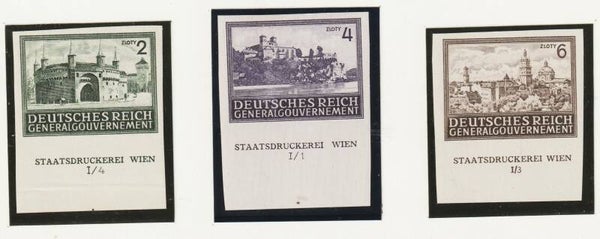 ZLOTY 2
DEUTSCHES REICH
GENERALGOUVERNEMENT
STAATSDRUCKEREI WIEN
I/4
ZLOTY 4
DEUTSCHES REICH
GENERALGOUVERNEMENT
STAATSDRUCKEREI WIEN
I/1
ZLOTY 6
DEUTSCHES REICH
GENERALGOUVERNEMENT
STAATSDRUCKEREI WIEN
I/3